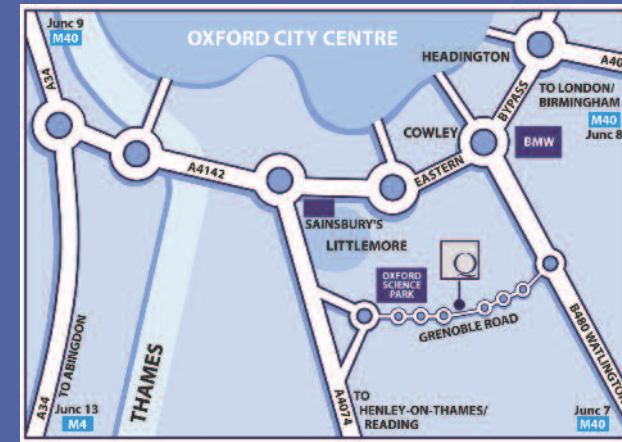 Junc 9
M40
OXFORD CITY CENTRE
HEADINGTON
A40
A34
BYPASS
TO LONDON/
BIRMINGHAM
M40
Junc 8
COWLEY
BMW
A4142
EASTERN
SAINSBURY'S
LITTLEMORE
OXFORD
SCIENCE
PARK
Q
GRENOBLE ROAD
B480 WATLINGTON
TO ABINGDON
THAMES
A34
Junc 13
M4
A4074
TO
HENLEY-ON-THAMES/
READING
Junc 7
M40